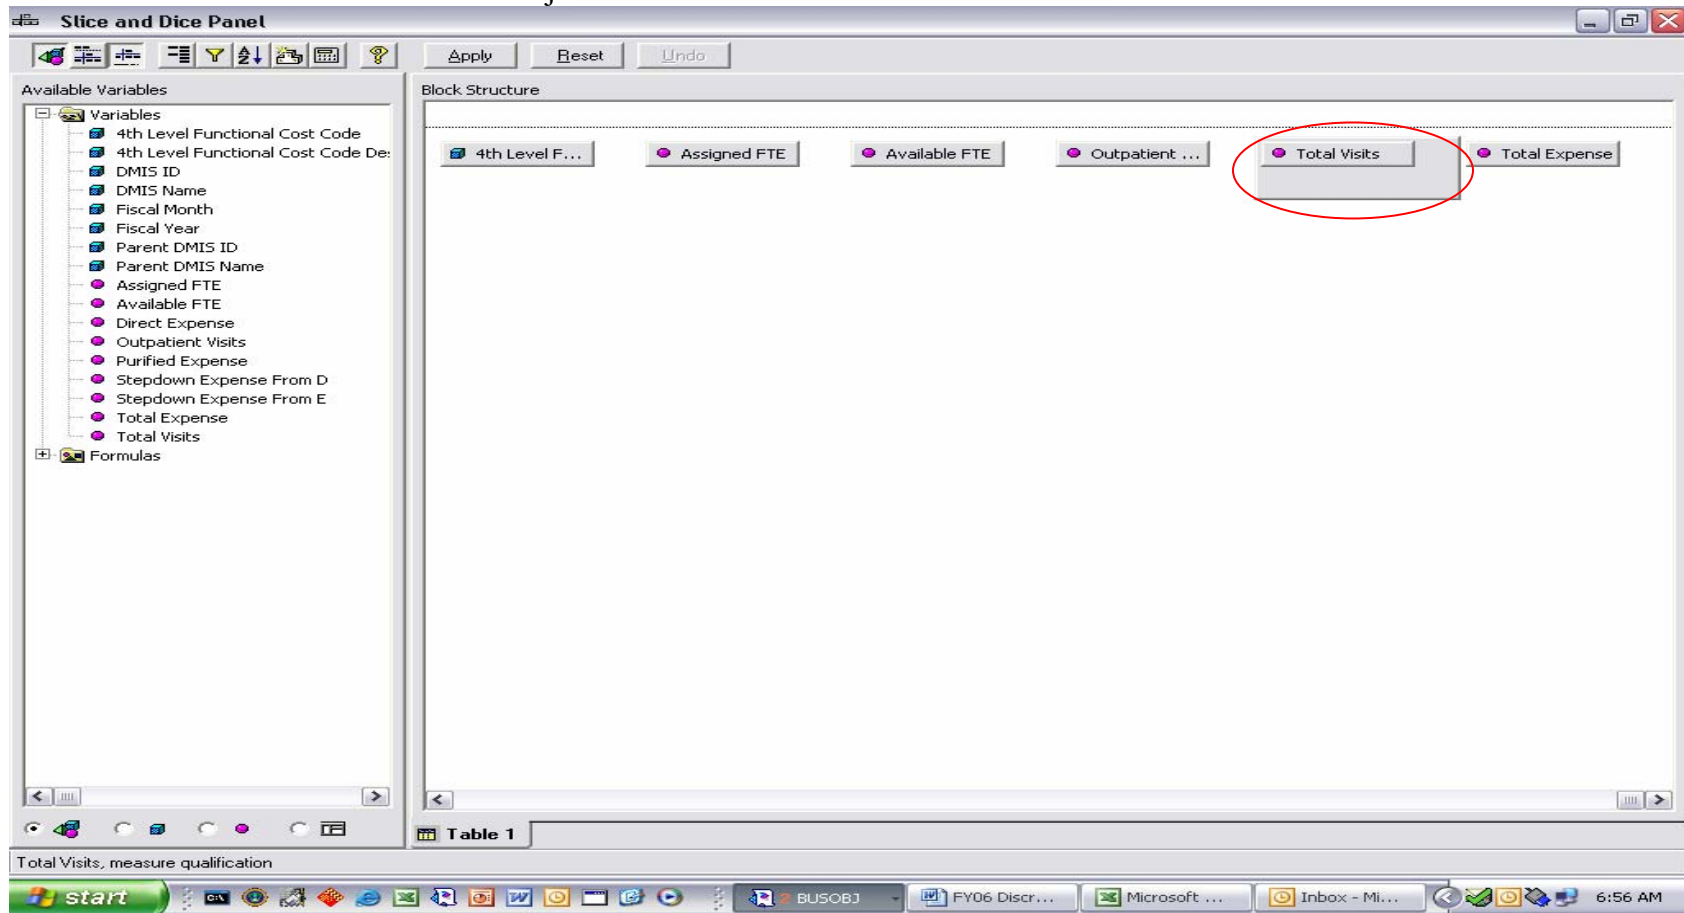 Slice and Dice Panel
Apply Reset Undo
Available Variables
Block Structure
Variables
4th Level Functional Cost Code
4th Level Functional Cost Code De
DMIS ID
DMIS Name
Fiscal Month
Fiscal Year
Parent DMIS ID
Parent DMIS Name
Assigned FTE
Available FTE
Direct Expense
Outpatient Visits
Purified Expense
Stepdown Expense From D
Stepdown Expense From E
Total Expense
Total Visits
Formulas
4th Level F... Assigned FTE Available FTE Outpatient ... Total Visits Total Expense
Table 1
Total Visits, measure qualification
start 2 BUSOBJ FY06 Discr... Microsoft ... Inbox - Mi... 6:56 AM